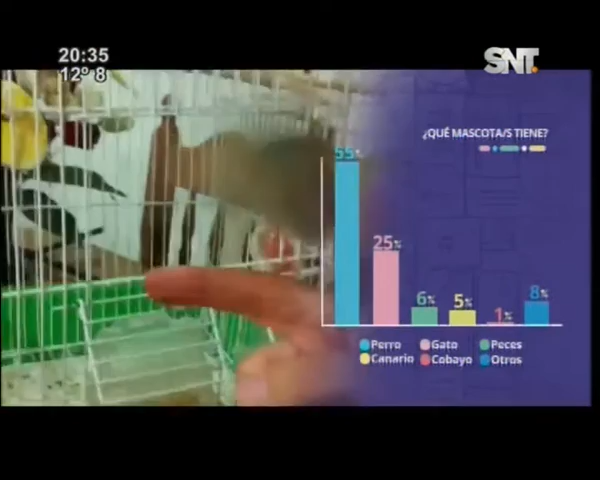 20:35
12° 8
SNT.
¿QUÉ MASCOTA/S TIENE?
55%
25%
6%
5%
1%
8%
Perro Gato Peces
Canario Cobayo Otros